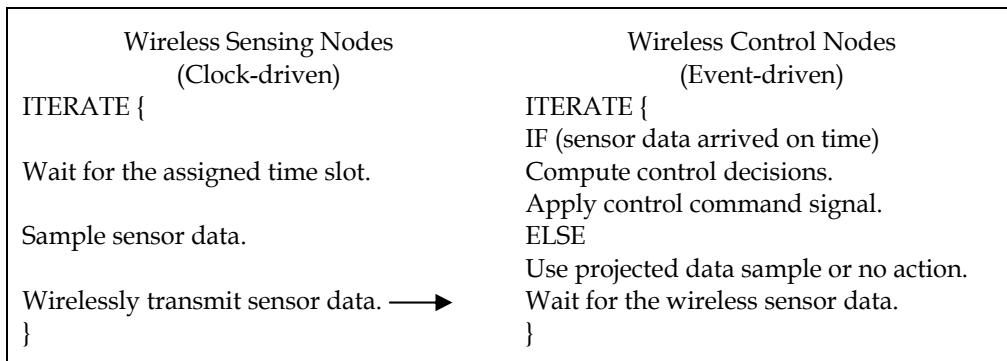 Wireless Sensing Nodes
(Clock-driven)
ITERATE {
Wait for the assigned time slot.
Sample sensor data.
Wirelessly transmit sensor data.
}
Wireless Control Nodes
(Event-driven)
ITERATE {
IF (sensor data arrived on time)
Compute control decisions.
Apply control command signal.
ELSE
Use projected data sample or no action.
Wait for the wireless sensor data.
}